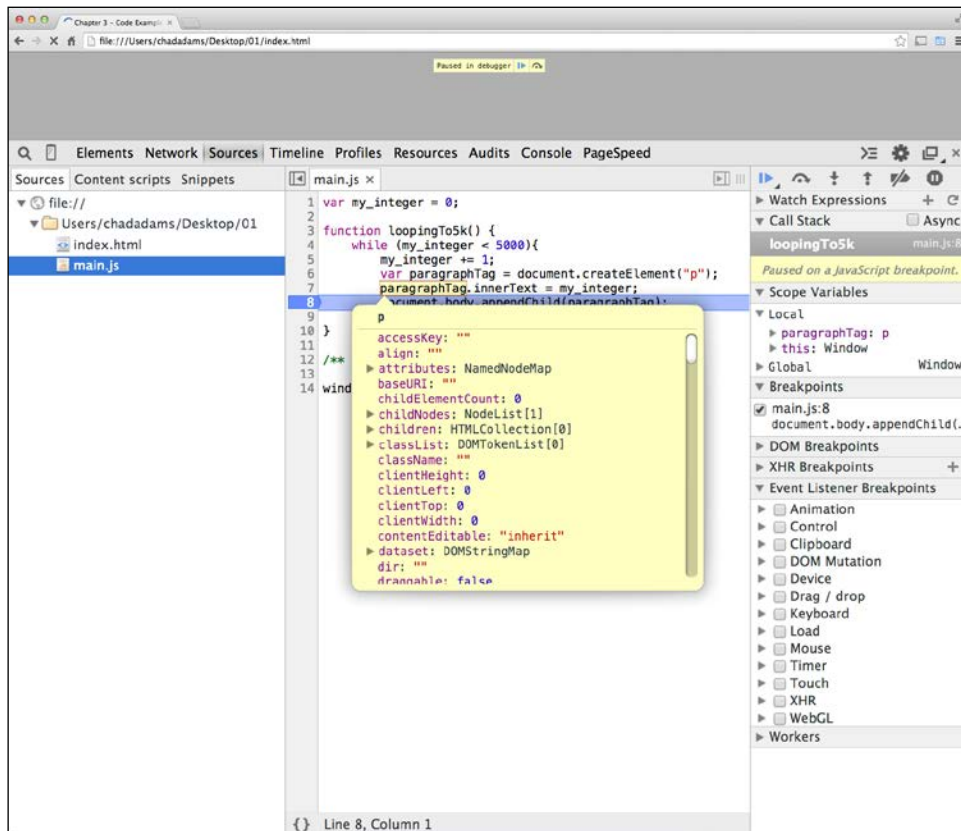 Chapter 3 - Code Example
file:///Users/chadadams/Desktop/01/index.html
Paused in debugger
Elements Network Sources Timeline Profiles Resources Audits Console PageSpeed
Sources Content scripts Snippets
file://
Users/chadadams/Desktop/01
index.html
main.js
main.js ×
1 var my_integer = 0;
2
3 function loopingTo5k() {
4 while (my_integer < 5000){
5 my_integer += 1;
6 var paragraphTag = document.createElement("p");
7 paragraphTag.innerText = my_integer;
8 document.body.appendChild(paragraphTag);
9
10 }
11
12 /**
13
14 wind
p
accessKey: ""
align: ""
attributes: NamedNodeMap
baseURI: ""
childElementCount: 0
childNodes: NodeList[1]
children: HTMLCollection[0]
classList: DOMTokenList[0]
className: ""
clientHeight: 0
clientLeft: 0
clientTop: 0
clientWidth: 0
contentEditable: "inherit"
dataset: DOMStringMap
dir: ""
draggable: false
{} Line 8, Column 1
Watch Expressions
Call Stack Async
loopingTo5k main.js:8
Paused on a JavaScript breakpoint.
Scope Variables
Local
paragraphTag: p
this: Window
Global Window
Breakpoints
main.js:8
document.body.appendChild(.
DOM Breakpoints
XHR Breakpoints
Event Listener Breakpoints
Animation
Control
Clipboard
DOM Mutation
Device
Drag / drop
Keyboard
Load
Mouse
Timer
Touch
XHR
WebGL
Workers